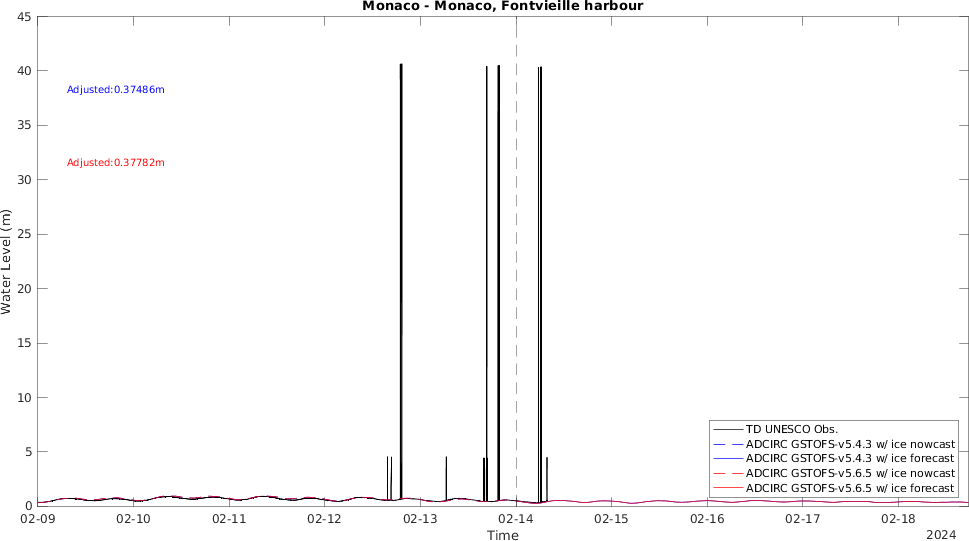 Monaco - Monaco, Fontvieille harbour
45
40
35
30
25
20
15
10
5
0
Water Level (m)
Adjusted:0.37486m
Adjusted:0.37782m
TD UNESCO Obs.
ADCIRC GSTOFS-v5.4.3 w/ ice nowcast
ADCIRC GSTOFS-v5.4.3 w/ ice forecast
ADCIRC GSTOFS-v5.6.5 w/ ice nowcast
ADCIRC GSTOFS-v5.6.5 w/ ice forecast
02-09 02-10 02-11 02-12 02-13 02-14 02-15 02-16 02-17 02-18
Time
2024